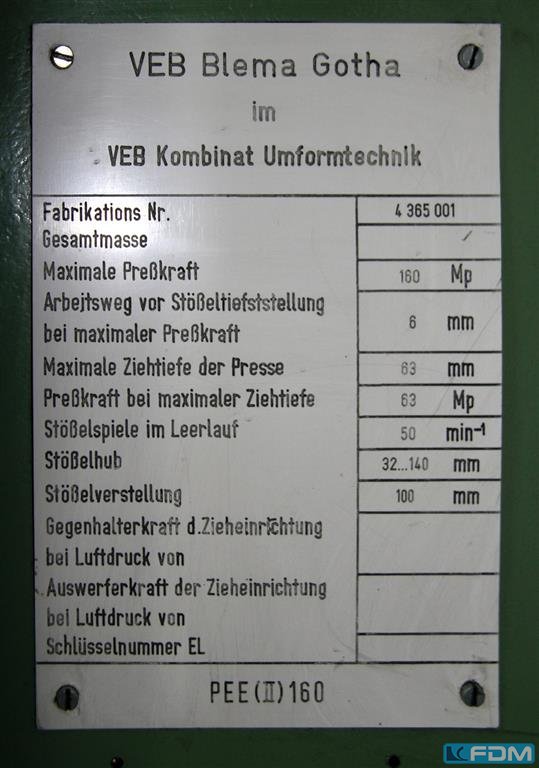 VEB Blema Gotha
im
VEB Kombinat Umformtechnik
Fabrikations Nr. 4 365 001
Gesamtmasse
Maximale Preßkraft 160 Mp
Arbeitsweg vor Stößeltiefststellung
bei maximaler Preßkraft 6 mm
Maximale Ziehtiefe der Presse 63 mm
Preßkraft bei maximaler Ziehtiefe 63 Mp
Stößelspiele im Leerlauf 50 min⁻¹
Stößelhub 32...140 mm
Stößelverstellung 100 mm
Gegenhalterkraft d.Zieheinrichtung
bei Luftdruck von
Auswerferkraft der Zieheinrichtung
bei Luftdruck von
Schlüsselnummer EL
PEE(II)160
KFDM